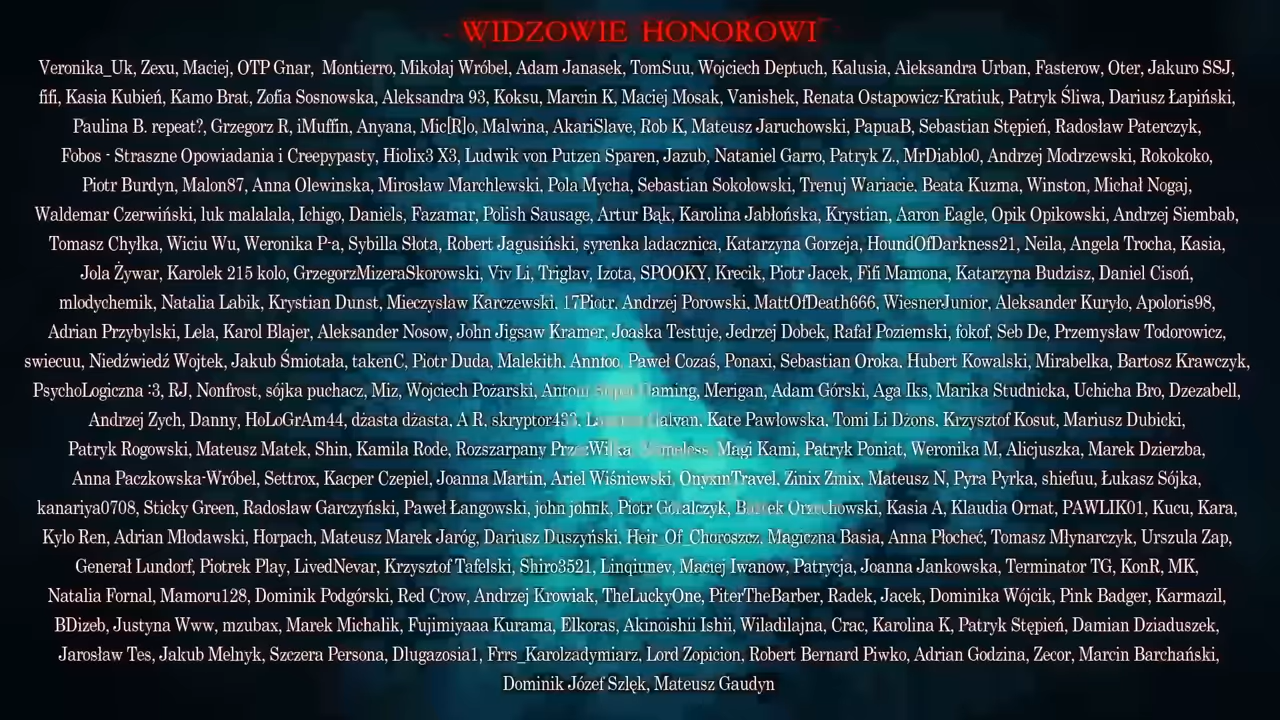 WIDZOWIE HONOROWI
Veronika_Uk, Zexu, Maciej, OTP Gnar, Montierro, Mikołaj Wróbel, Adam Janasek, TomSuu, Wojciech Deptuch, Kalusia, Aleksandra Urban, Fasterow, Oter, Jakuro SSJ,
fifi, Kasia Kubień, Kamo Brat, Zofia Sosnowska, Aleksandra 93, Koksu, Marcin K, Maciej Mosak, Vanishek, Renata Ostapowicz-Kratiuk, Patryk Śliwa, Dariusz Łapiński,
Paulina B. repeat?, Grzegorz R, iMuffin, Anyana, Mic[R]o, Malwina, AkariSlave, Rob K, Mateusz Jaruchowski, PapuaB, Sebastian Stępień, Radosław Paterczyk,
Fobos - Straszne Opowiadania i Creepypasty, Hiolix3 X3, Ludwik von Putzen Sparen, Jazub, Nataniel Garro, Patryk Z., MrDiablo0, Andrzej Modrzewski, Rokokoko,
Piotr Burdyn, Malon87, Anna Olewinska, Mirosław Marchlewski, Pola Mycha, Sebastian Sokołowski, Trenuj Wariacie, Beata Kuzma, Winston, Michał Nogaj,
Waldemar Czerwiński, luk malalala, Ichigo, Daniels, Fazamar, Polish Sausage, Artur Bąk, Karolina Jabłońska, Krystian, Aaron Eagle, Opik Opikowski, Andrzej Siembab,
Tomasz Chyłka, Wiciu Wu, Weronika P-a, Sybilla Słota, Robert Jagusiński, syrenka ladacznica, Katarzyna Gorzeja, HoundOfDarkness21, Neila, Angela Trocha, Kasia,
Jola Żywar, Karolek 215 kolo, GrzegorzMizeraSkorowski, Viv Li, Triglav, Izota, SPOOKY, Krecik, Piotr Jacek, Fifi Mamona, Katarzyna Budzisz, Daniel Cisoń,
mlodychemik, Natalia Labik, Krystian Dunst, Mieczysław Karczewski, 17Piotr, Andrzej Porowski, MattOfDeath666, WiesnerJunior, Aleksander Kuryło, Apoloris98,
Adrian Przybylski, Lela, Karol Blajer, Aleksander Nosow, John Jigsaw Kramer, Joaska Testuje, Jedrzej Dobek, Rafał Poziemski, fokof, Seb De, Przemysław Todorowicz,
swiecuu, Niedźwiedź Wojtek, Jakub Śmiotała, takenC, Piotr Duda, Malekith, Anntoo, Paweł Cozaś, Ponaxi, Sebastian Oroka, Hubert Kowalski, Mirabelka, Bartosz Krawczyk,
PsychoLogiczna :3, RJ, Nonfrost, sójka puchacz, Miz, Wojciech Pożarski, Gaming, Merigan, Adam Górski, Aga Iks, Marika Studnicka, Uchicha Bro, Dzezabell,
Andrzej Zych, Danny, HoLoGrAm44, dżasta dżasta, A R, skryptor433, Galvan, Kate Pawłowska, Tomi Li Dżons, Krzysztof Kosut, Mariusz Dubicki,
Patryk Rogowski, Mateusz Matek, Shin, Kamila Rode, Rozszarpany PrzezWilka, Nameless, Magi Kami, Patryk Poniat, Weronika M, Alicjuszka, Marek Dzierzba,
Anna Paczkowska-Wróbel, Settrox, Kacper Czepiel, Joanna Martin, Ariel Wiśniewski, OnyxinTravel, Zinix Zmix, Mateusz N, Pyra Pyrka, shiefuu, Łukasz Sójka,
kanariya0708, Sticky Green, Radosław Garczyński, Paweł Łangowski, john johnk, Piotr Góralczyk, Bartek Orzechowski, Kasia A, Klaudia Ornat, PAWLIK01, Kucu, Kara,
Kylo Ren, Adrian Młodawski, Horpach, Mateusz Marek Jaróg, Dariusz Duszyński, Heir_Of_Choroszcz, Magiczna Basia, Anna Płocheć, Tomasz Młynarczyk, Urszula Zap,
Generał Lundorf, Piotrek Play, LivedNevar, Krzysztof Tafelski, Shiro3521, Linqiunev, Maciej Iwanow, Patrycja, Joanna Jankowska, Terminator TG, KonR, MK,
Natalia Fornal, Mamoru128, Dominik Podgórski, Red Crow, Andrzej Krowiak, TheLuckyOne, PiterTheBarber, Radek, Jacek, Dominika Wójcik, Pink Badger, Karmazil,
BDizeb, Justyna Www, mzubax, Marek Michalik, Fujimiyaaa Kurama, Elkoras, Akinoishii Ishii, Wiladilajna, Crac, Karolina K, Patryk Stępień, Damian Dziaduszek,
Jarosław Tes, Jakub Melnyk, Szczera Persona, Dlugazosia1, Frrs_Karolzadymiarz, Lord Zopicion, Robert Bernard Piwko, Adrian Godzina, Zecor, Marcin Barchański,
Dominik Józef Szlęk, Mateusz Gaudyn